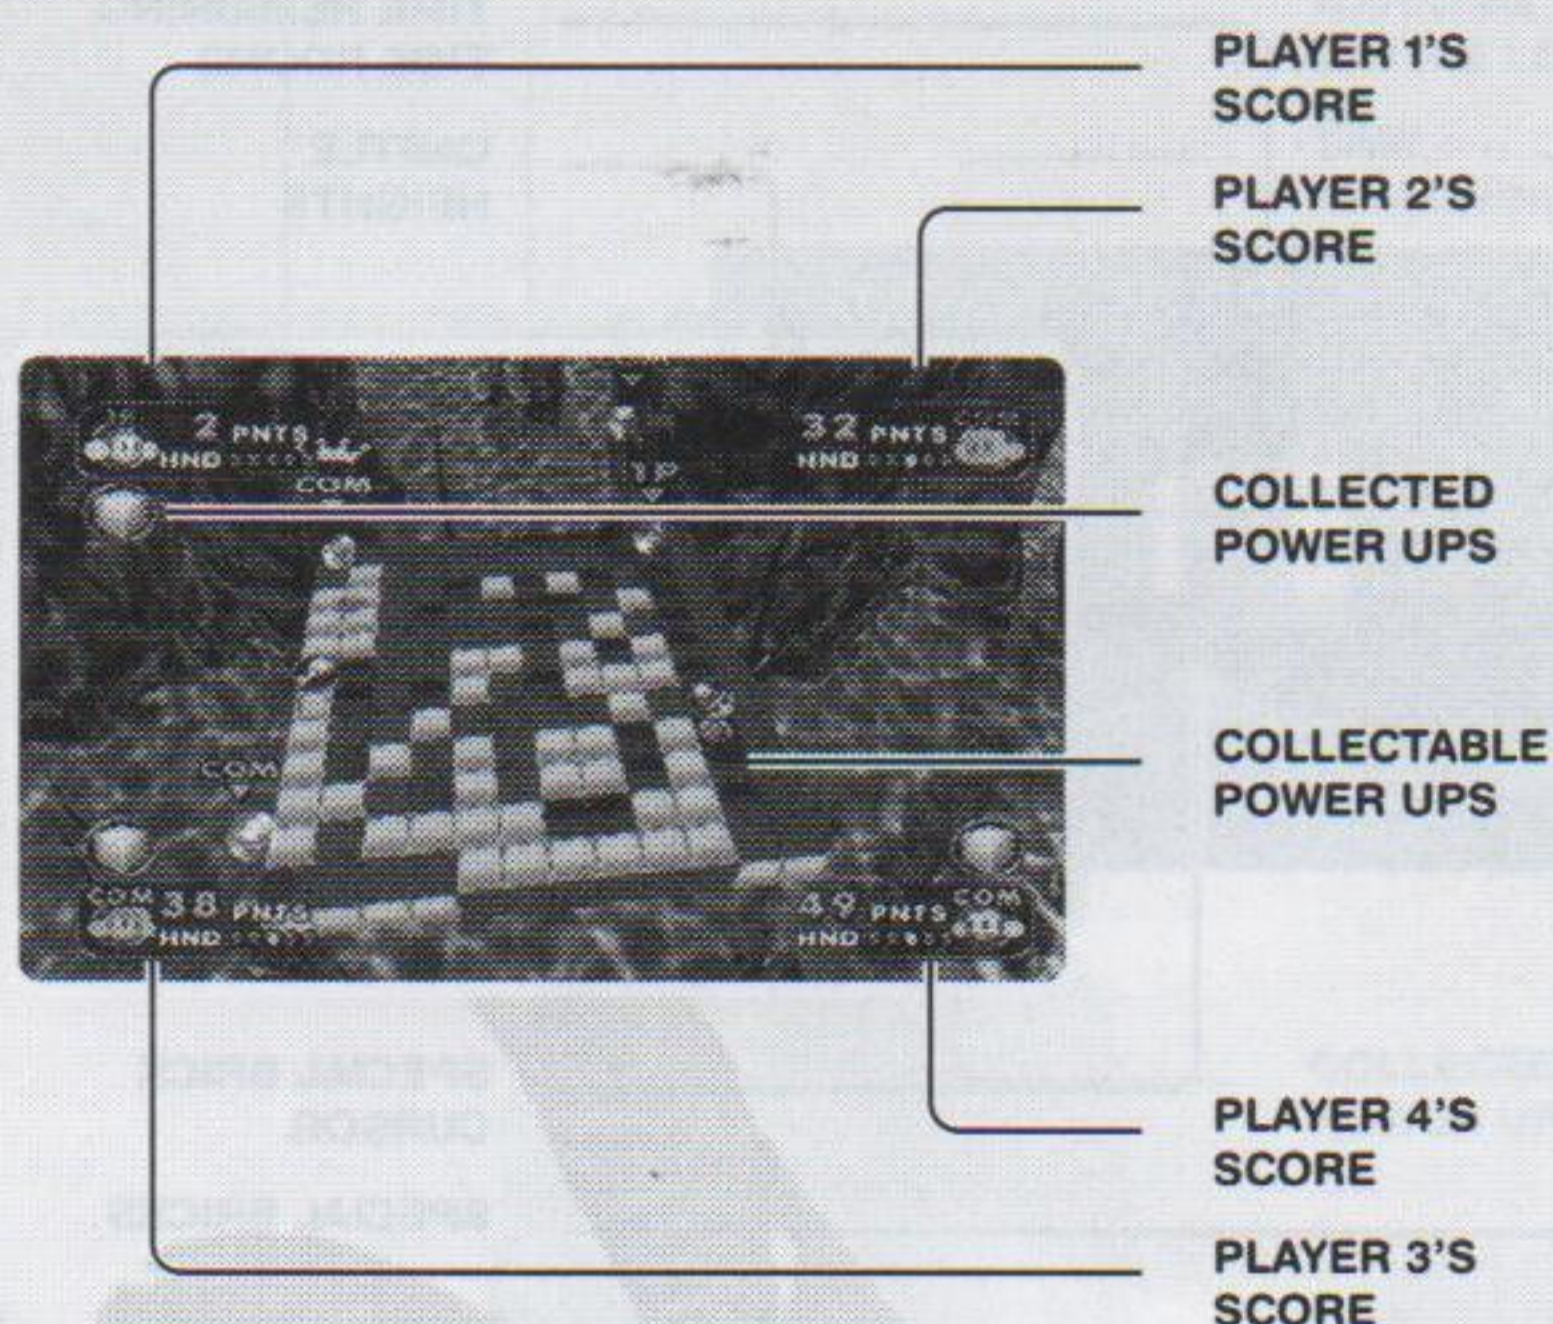 PLAYER 1'S
SCORE
PLAYER 2'S
SCORE
2 PNTS
HND
COM
32 PNTS
HND
1P
COLLECTED
POWER UPS
COM
COLLECTABLE
POWER UPS
COM
38 PNTS
HND
49 PNTS
COM
HND
PLAYER 4'S
SCORE
PLAYER 3'S
SCORE